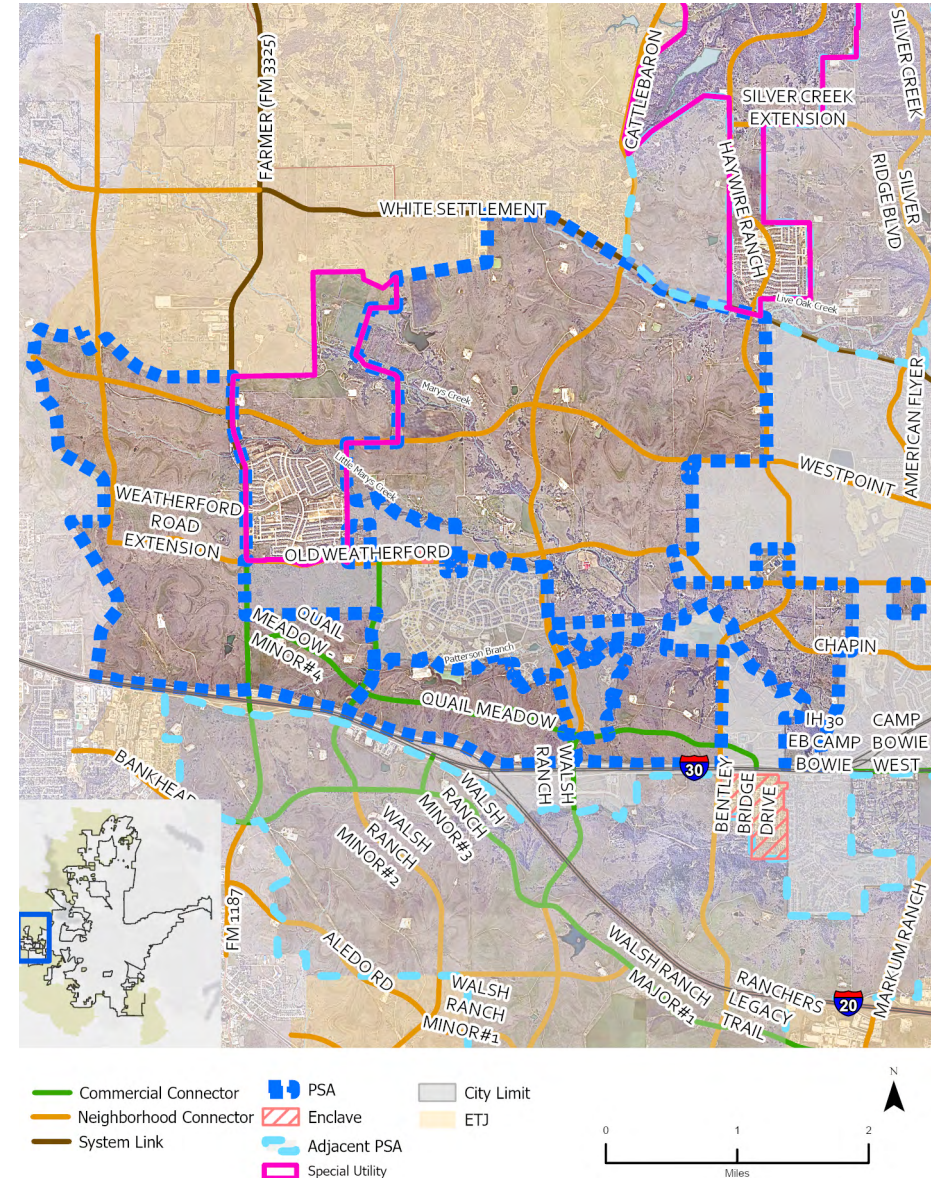 FARMER (FM 3325)
CATTLEBARON
SILVER CREEK
SILVER CREEK
EXTENSION
HAYWIRE RANCH
SILVER
RIDGE BLVD
WHITE SETTLEMENT
Live Oak Creek
AMERICAN FLYER
Marys Creek
Little Marys Creek
WESTPOINT
WEATHERFORD
ROAD
EXTENSION
OLD WEATHERFORD
QUAIL
MEADOW -
MINOR#4
Patterson Branch
CHAPIN
QUAIL MEADOW
IH 30
EB CAMP
BOWIE
CAMP
BOWIE
WEST
WALSH
RANCH
30
BENTLEY
BRIDGE
DRIVE
BANKHEAD
WALSH
RANCH
MINOR#3
WALSH
RANCH
MINOR#2
FM 1187
ALEDO RD
WALSH
RANCH
MINOR#1
WALSH RANCH
MAJOR#1
RANCHERS
LEGACY
TRAIL
20
MARKUM RANCH
Commercial Connector
Neighborhood Connector
System Link
PSA
Enclave
Adjacent PSA
Special Utility
City Limit
ETJ
N
0 1 2
Miles